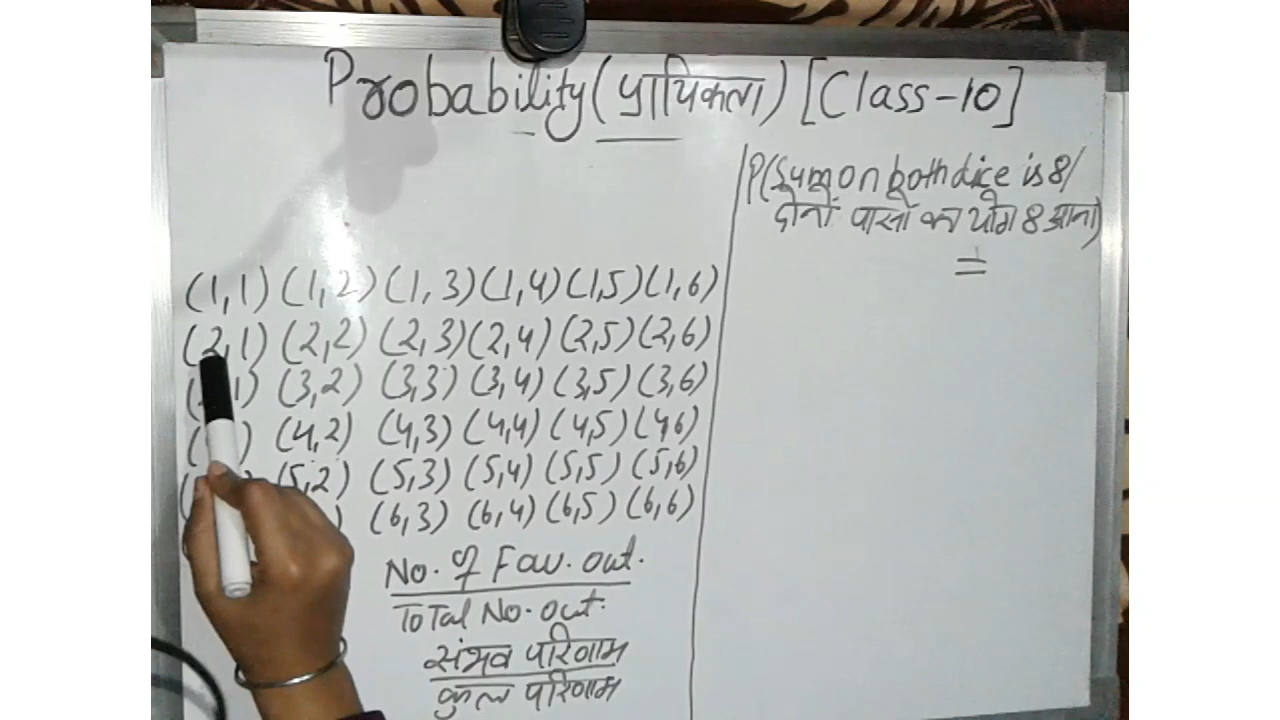 Probability (प्रायिकता) [Class-10]
P(Sum on both dice is 8/
दोनों पासों का योग 8 आना)
=
(1,1) (1,2) (1,3) (1,4) (1,5) (1,6)
(2,1) (2,2) (2,3) (2,4) (2,5) (2,6)
1) (3,2) (3,3) (3,4) (3,5) (3,6)
( ) (4,2) (4,3) (4,4) (4,5) (4,6)
( (5,2) (5,3) (5,4) (5,5) (5,6)
) (6,3) (6,4) (6,5) (6,6)
No. of Fav. out.
Total No. out.
संभव परिणाम
कुल परिणाम